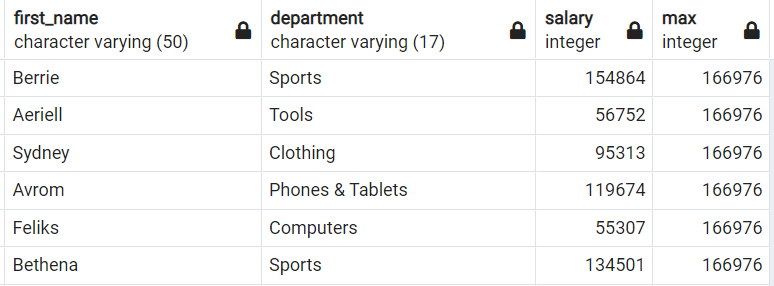 first_name department salary max
character varying (50) character varying (17) integer integer
Berrie Sports 154864 166976
Aeriell Tools 56752 166976
Sydney Clothing 95313 166976
Avrom Phones & Tablets 119674 166976
Feliks Computers 55307 166976
Bethena Sports 134501 166976